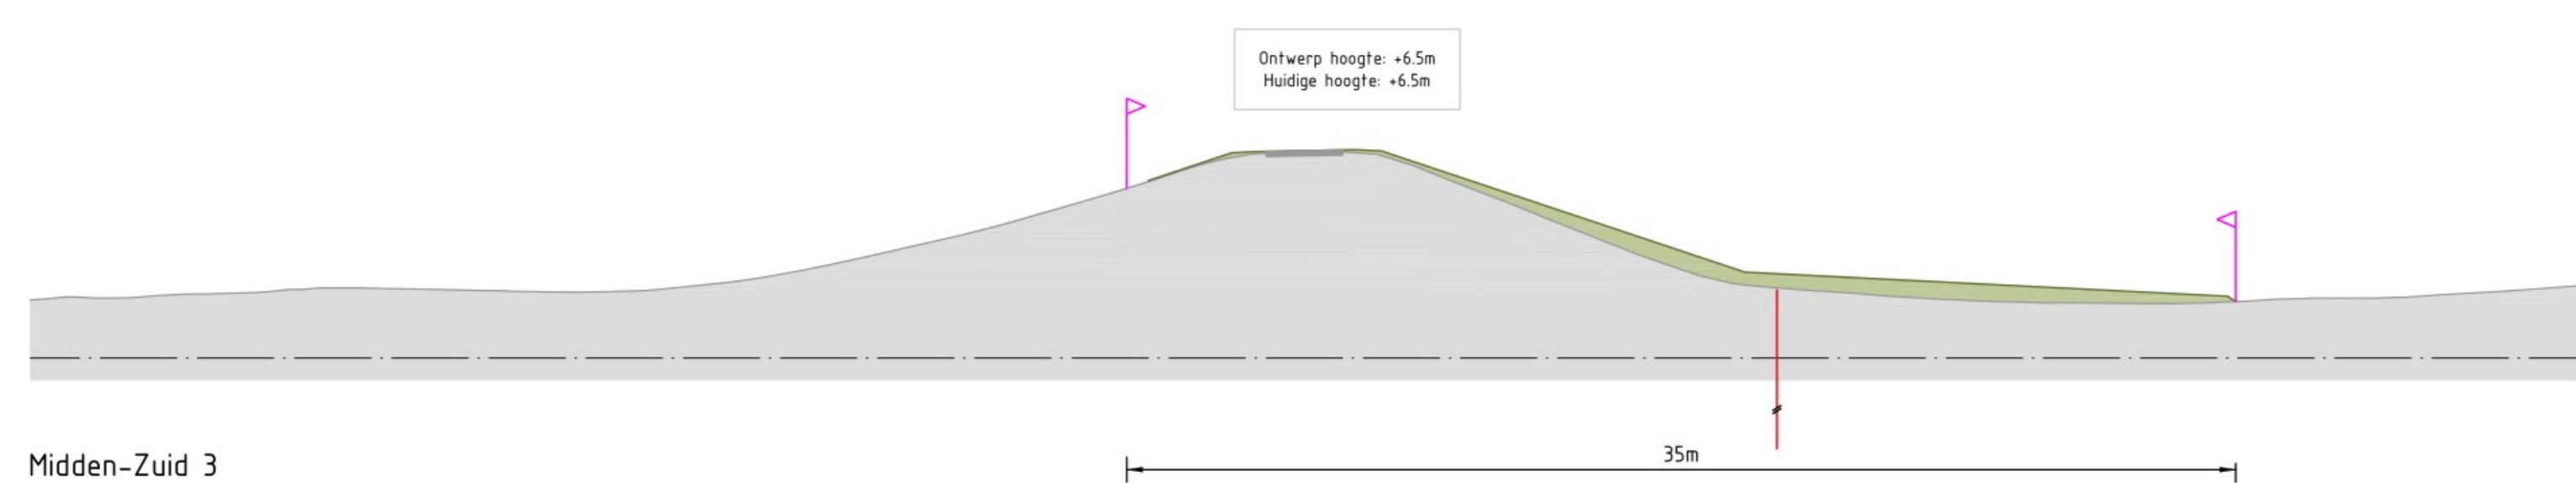 Ontwerp hoogte: +6.5m
Huidige hoogte: +6.5m
35m
Midden-Zuid 3